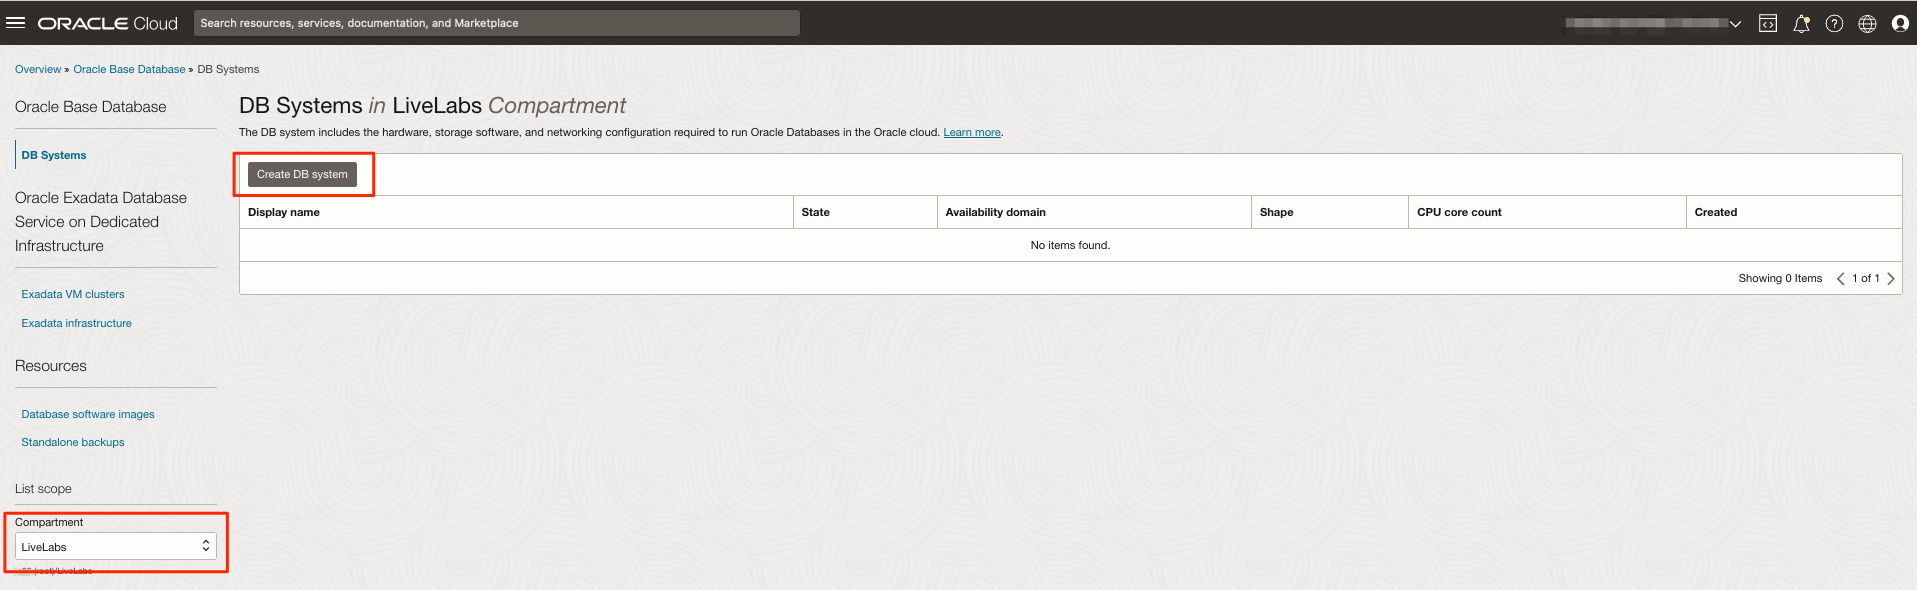 ORACLE Cloud
Search resources, services, documentation, and Marketplace
Overview » Oracle Base Database » DB Systems
Oracle Base Database
DB Systems
Oracle Exadata Database
Service on Dedicated
Infrastructure
Exadata VM clusters
Exadata infrastructure
Resources
Database software images
Standalone backups
List scope
Compartment
LiveLabs
(root)/LiveLabs
DB Systems in LiveLabs Compartment
The DB system includes the hardware, storage software, and networking configuration required to run Oracle Databases in the Oracle cloud. Learn more.
Create DB system
Display name State Availability domain Shape CPU core count Created
No items found.
Showing 0 Items 1 of 1